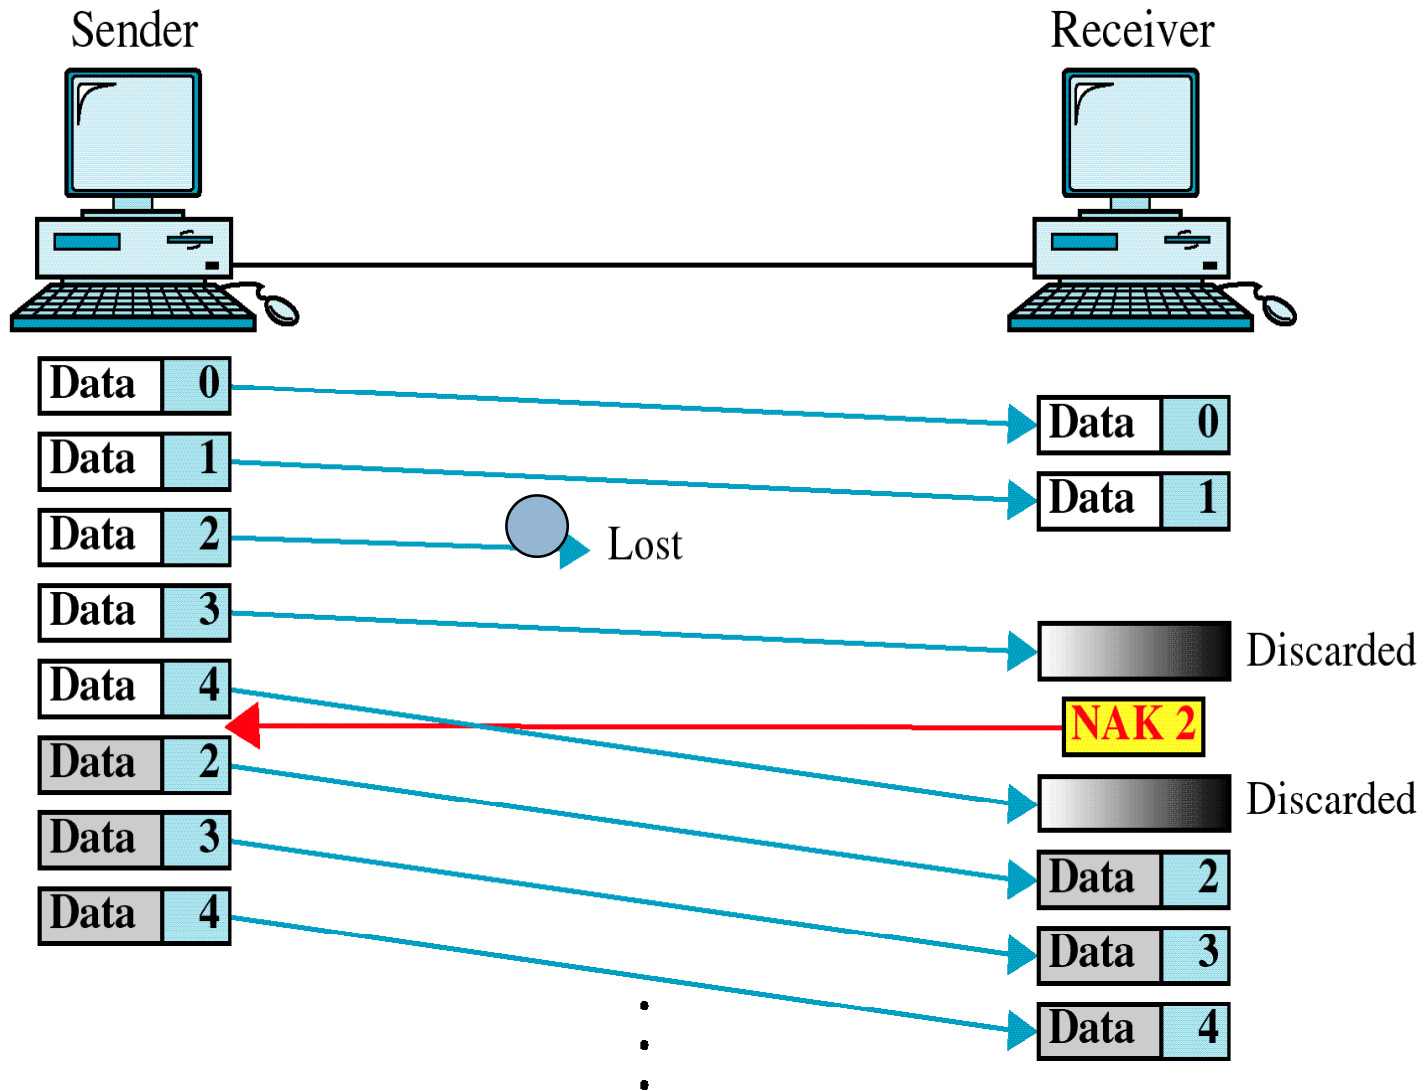 Sender Receiver
Data 0
Data 0
Data 1
Data 1
Data 2
Lost
Data 3
Discarded
Data 4
NAK 2
Data 2
Discarded
Data 3
Data 2
Data 4
Data 3
Data 4